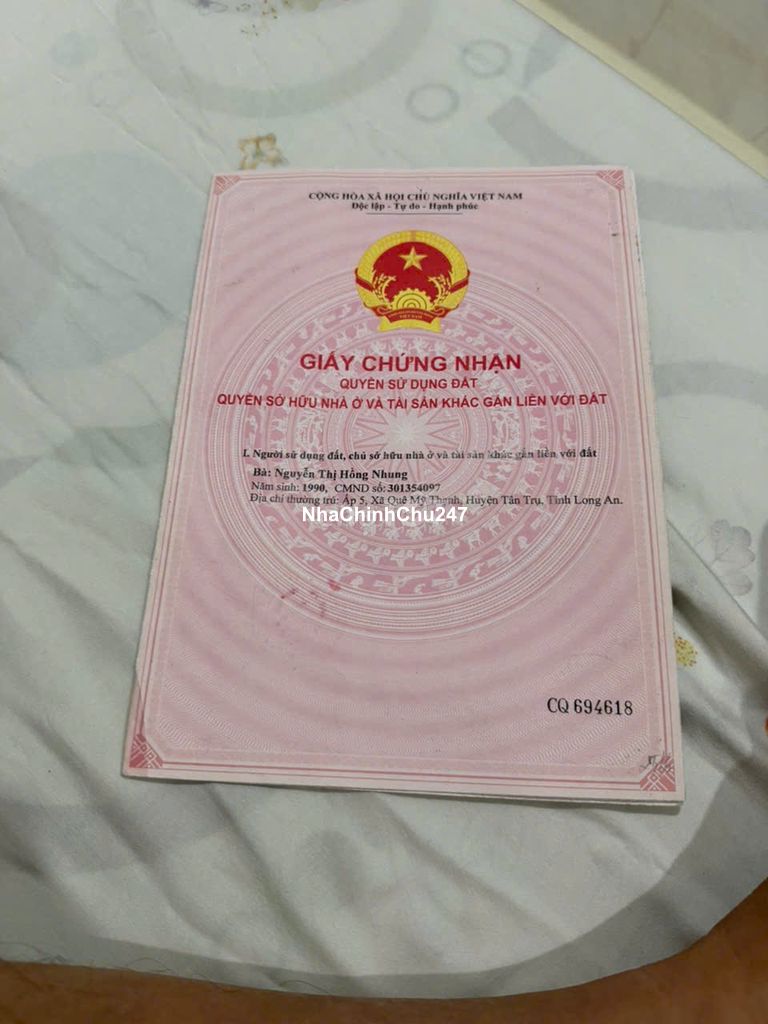 CỘNG HÒA XÃ HỘI CHỦ NGHĨA VIỆT NAM
Độc lập - Tự do - Hạnh phúc
VIỆT NAM
GIẤY CHỨNG NHẬN
QUYỀN SỬ DỤNG ĐẤT
QUYỀN SỞ HỮU NHÀ Ở VÀ TÀI SẢN KHÁC GẮN LIỀN VỚI ĐẤT
I. Người sử dụng đất, chủ sở hữu nhà ở và tài sản khác gắn liền với đất
Bà: Nguyễn Thị Hồng Nhung
Năm sinh: 1990, CMND số: 301354097
Địa chỉ thường trú: Ấp 5, Xã Quê Mỹ Thạnh, Huyện Tân Trụ, Tỉnh Long An.
NhaChinhChu247
CQ 694618